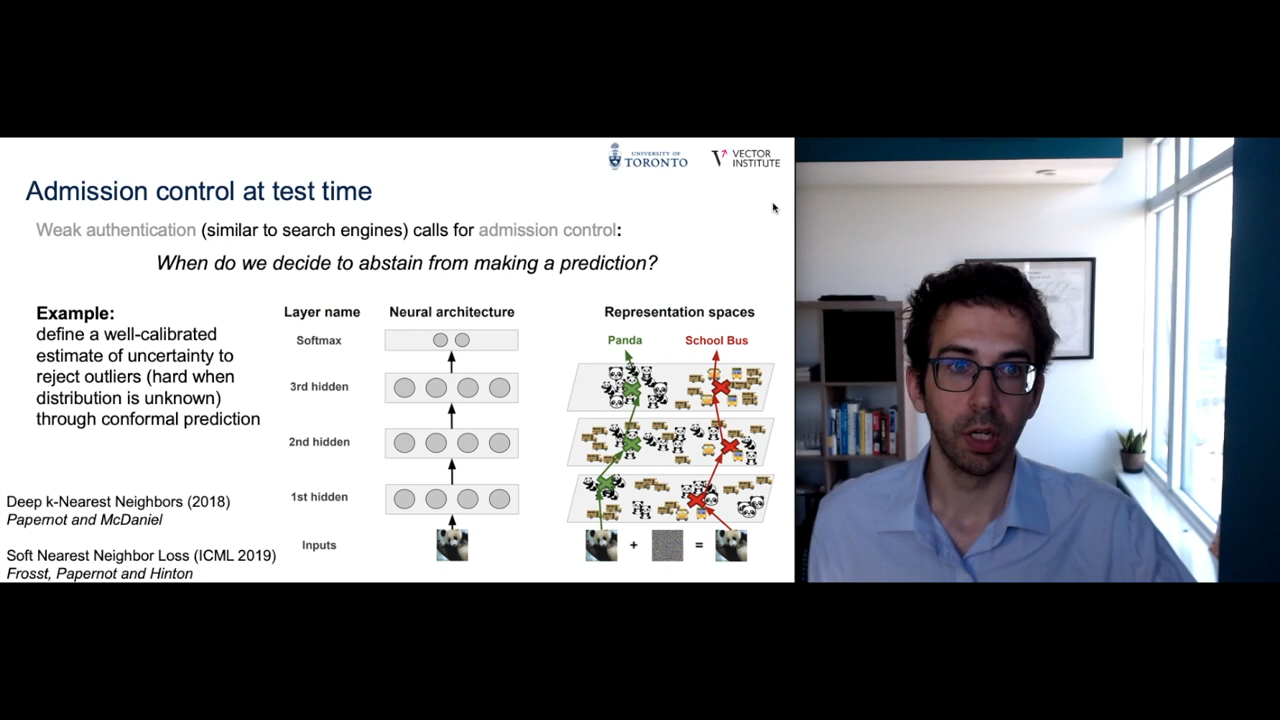 UNIVERSITY OF
TORONTO
VECTOR
INSTITUTE
Admission control at test time
Weak authentication (similar to search engines) calls for admission control:
When do we decide to abstain from making a prediction?
Example:
define a well-calibrated
estimate of uncertainty to
reject outliers (hard when
distribution is unknown)
through conformal prediction
Deep k-Nearest Neighbors (2018)
Papernot and McDaniel
Soft Nearest Neighbor Loss (ICML 2019)
Frosst, Papernot and Hinton
Layer name
Softmax
3rd hidden
2nd hidden
1st hidden
Inputs
Neural architecture
Representation spaces
Panda
School Bus
+
=